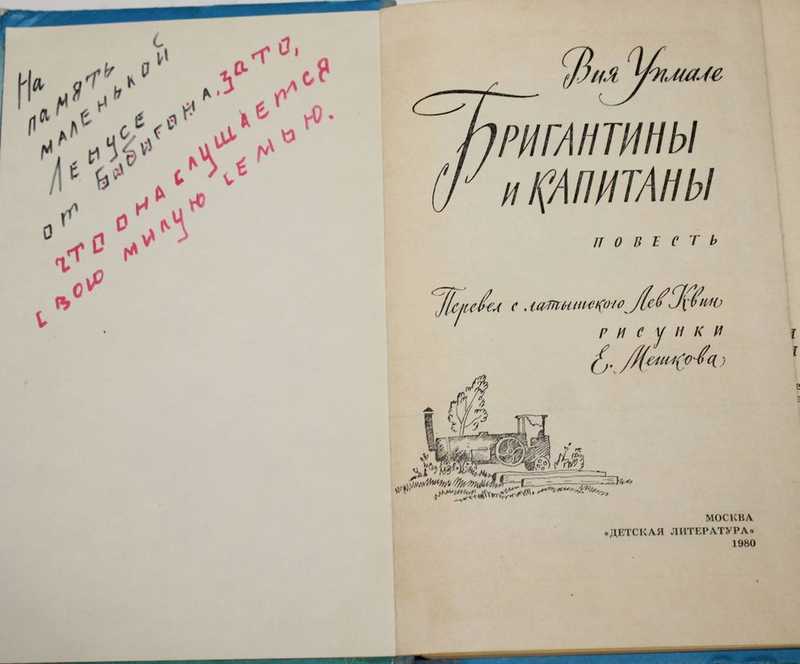 На
память
маленькой
Ленусе
от Бибигона. Зато,
что она слушается
свою милую семью.
Вия Упмале
Бригантины
и капитаны
повесть
Перевел с латышского Лев Квин
рисунки
Е. Мешкова
МОСКВА
«ДЕТСКАЯ ЛИТЕРАТУРА»
1980